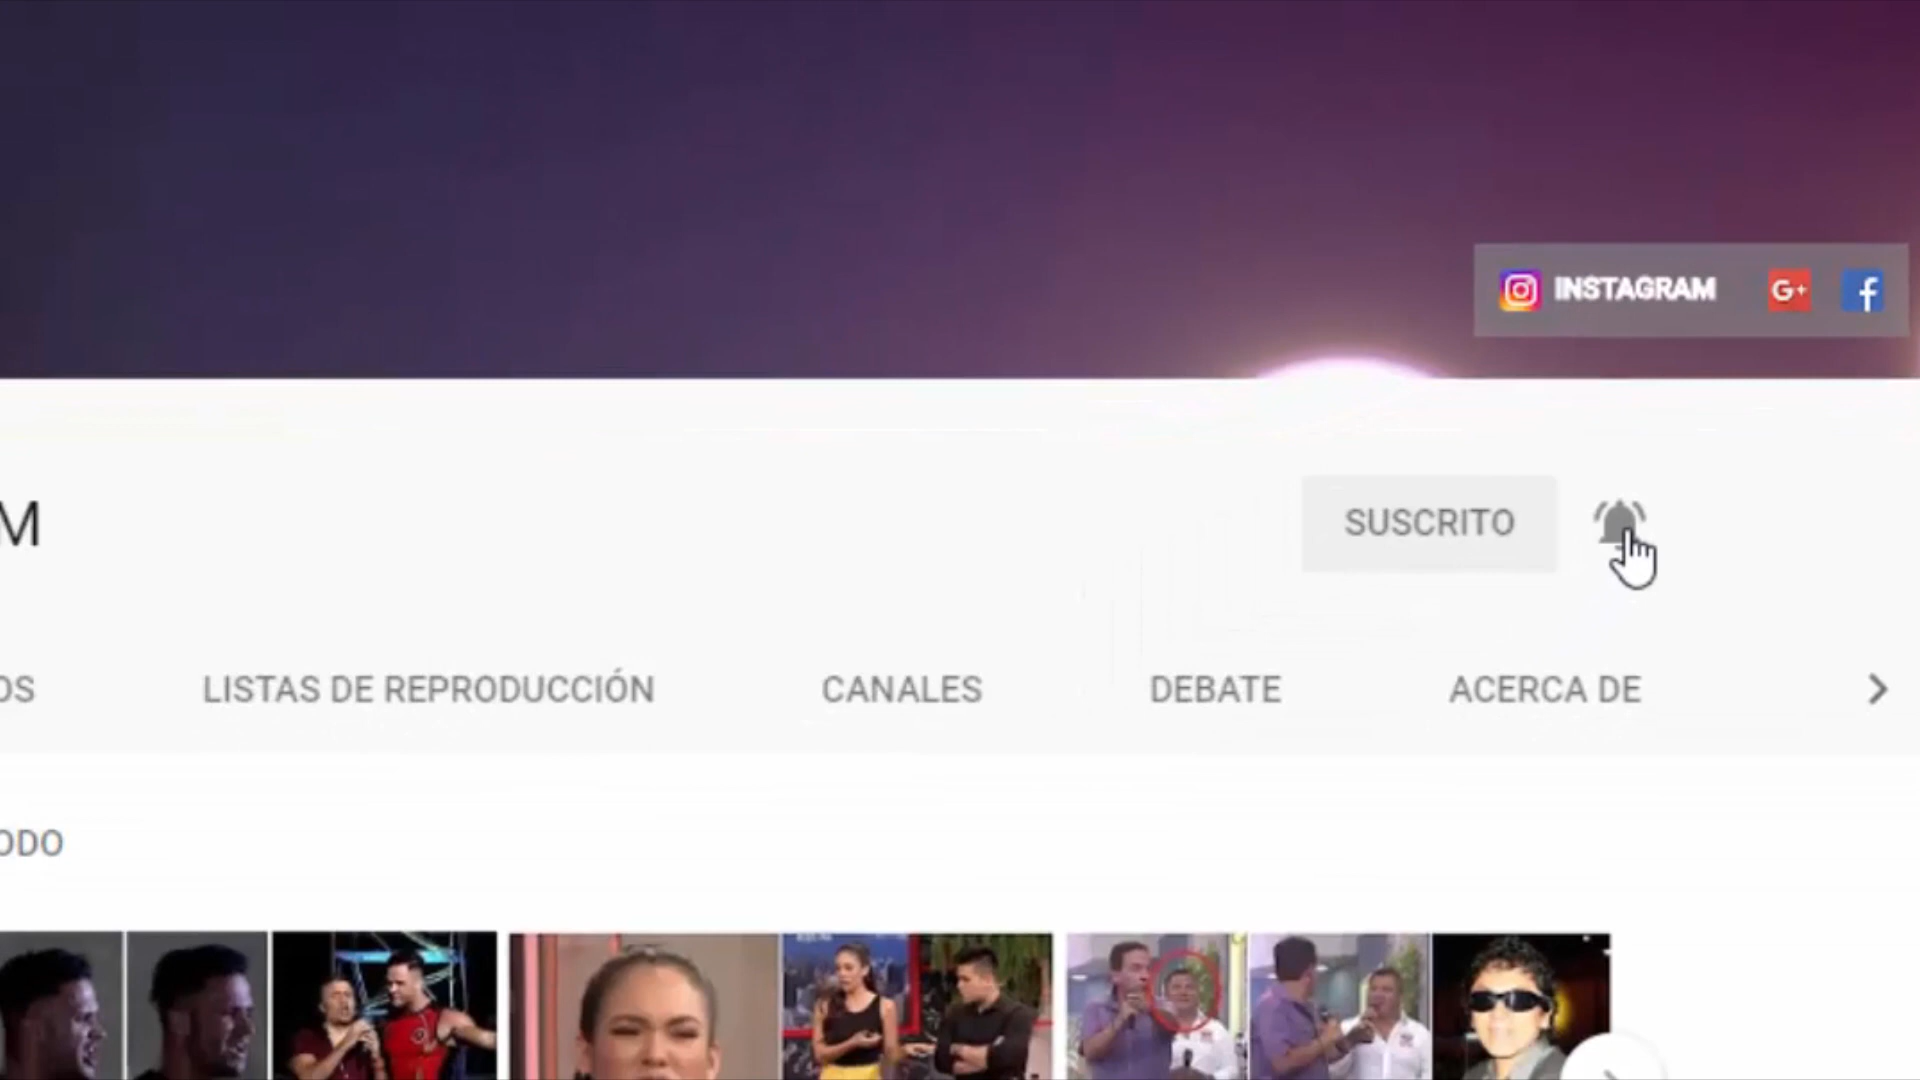 INSTAGRAM G+ f
M
SUSCRITO
OS LISTAS DE REPRODUCCIÓN CANALES DEBATE ACERCA DE
ODO